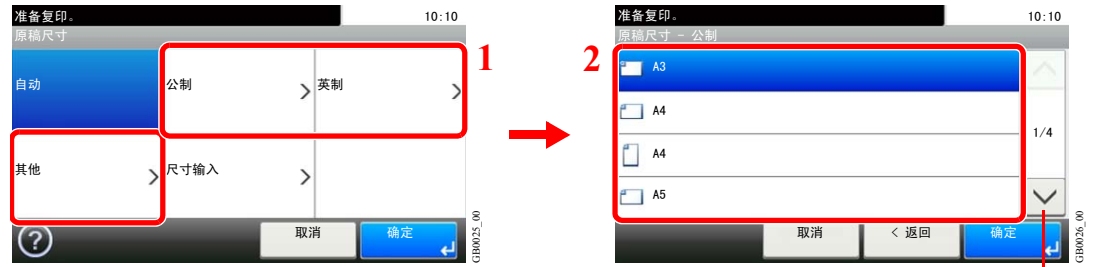 准备复印。 10:10
原稿尺寸
自动 公制 英制
其他 尺寸输入
取消 确定
GB0025_00
1
准备复印。 10:10
原稿尺寸 - 公制
2
A3
A4
1/4
A4
A5
取消 < 返回 确定
GB0026_00